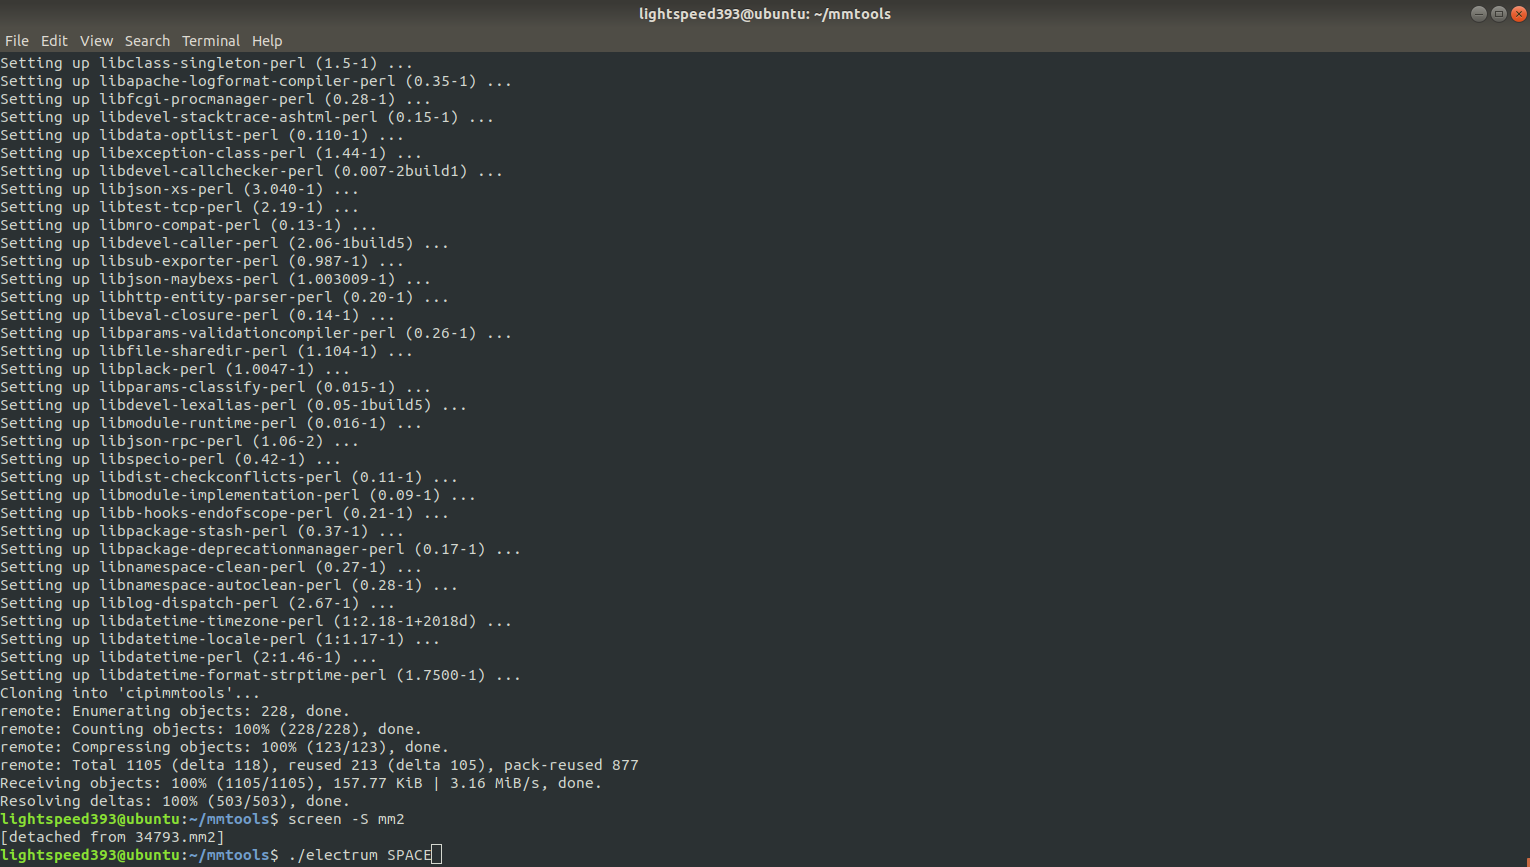 lightspeed393@ubuntu: ~/mmtools
File Edit View Search Terminal Help
Setting up libclass-singleton-perl (1.5-1) ...
Setting up libapache-logformat-compiler-perl (0.35-1) ...
Setting up libfcgi-procmanager-perl (0.28-1) ...
Setting up libdevel-stacktrace-ashtml-perl (0.15-1) ...
Setting up libdata-optlist-perl (0.110-1) ...
Setting up libexception-class-perl (1.44-1) ...
Setting up libdevel-callchecker-perl (0.007-2build1) ...
Setting up libjson-xs-perl (3.040-1) ...
Setting up libtest-tcp-perl (2.19-1) ...
Setting up libmro-compat-perl (0.13-1) ...
Setting up libdevel-caller-perl (2.06-1build5) ...
Setting up libsub-exporter-perl (0.987-1) ...
Setting up libjson-maybexs-perl (1.003009-1) ...
Setting up libhttp-entity-parser-perl (0.20-1) ...
Setting up libeval-closure-perl (0.14-1) ...
Setting up libparams-validationcompiler-perl (0.26-1) ...
Setting up libfile-sharedir-perl (1.104-1) ...
Setting up libplack-perl (1.0047-1) ...
Setting up libparams-classify-perl (0.015-1) ...
Setting up libdevel-lexalias-perl (0.05-1build5) ...
Setting up libmodule-runtime-perl (0.016-1) ...
Setting up libjson-rpc-perl (1.06-2) ...
Setting up libspecio-perl (0.42-1) ...
Setting up libdist-checkconflicts-perl (0.11-1) ...
Setting up libmodule-implementation-perl (0.09-1) ...
Setting up libb-hooks-endofscope-perl (0.21-1) ...
Setting up libpackage-stash-perl (0.37-1) ...
Setting up libpackage-deprecationmanager-perl (0.17-1) ...
Setting up libnamespace-clean-perl (0.27-1) ...
Setting up libnamespace-autoclean-perl (0.28-1) ...
Setting up liblog-dispatch-perl (2.67-1) ...
Setting up libdatetime-timezone-perl (1:2.18-1+2018d) ...
Setting up libdatetime-locale-perl (1:1.17-1) ...
Setting up libdatetime-perl (2:1.46-1) ...
Setting up libdatetime-format-strptime-perl (1.7500-1) ...
Cloning into 'cipimmtools'...
remote: Enumerating objects: 228, done.
remote: Counting objects: 100% (228/228), done.
remote: Compressing objects: 100% (123/123), done.
remote: Total 1105 (delta 118), reused 213 (delta 105), pack-reused 877
Receiving objects: 100% (1105/1105), 157.77 KiB | 3.16 MiB/s, done.
Resolving deltas: 100% (503/503), done.
lightspeed393@ubuntu:~/mmtools$ screen -S mm2
[detached from 34793.mm2]
lightspeed393@ubuntu:~/mmtools$ ./electrum SPACE